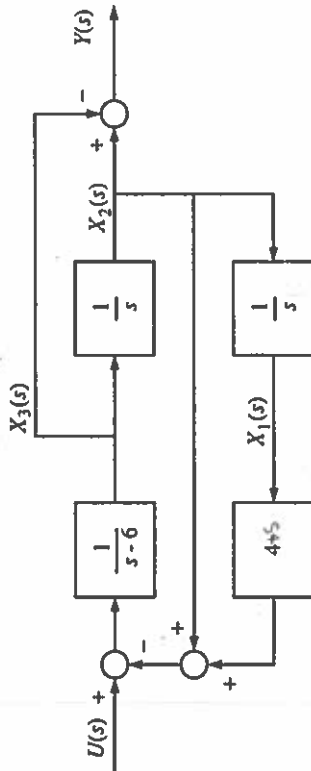 X₃(s)
U(s)
+
−
1
s - 6
1
s
X₂(s)
+
−
Y(s)
+
+
4
X₁(s)
1
s